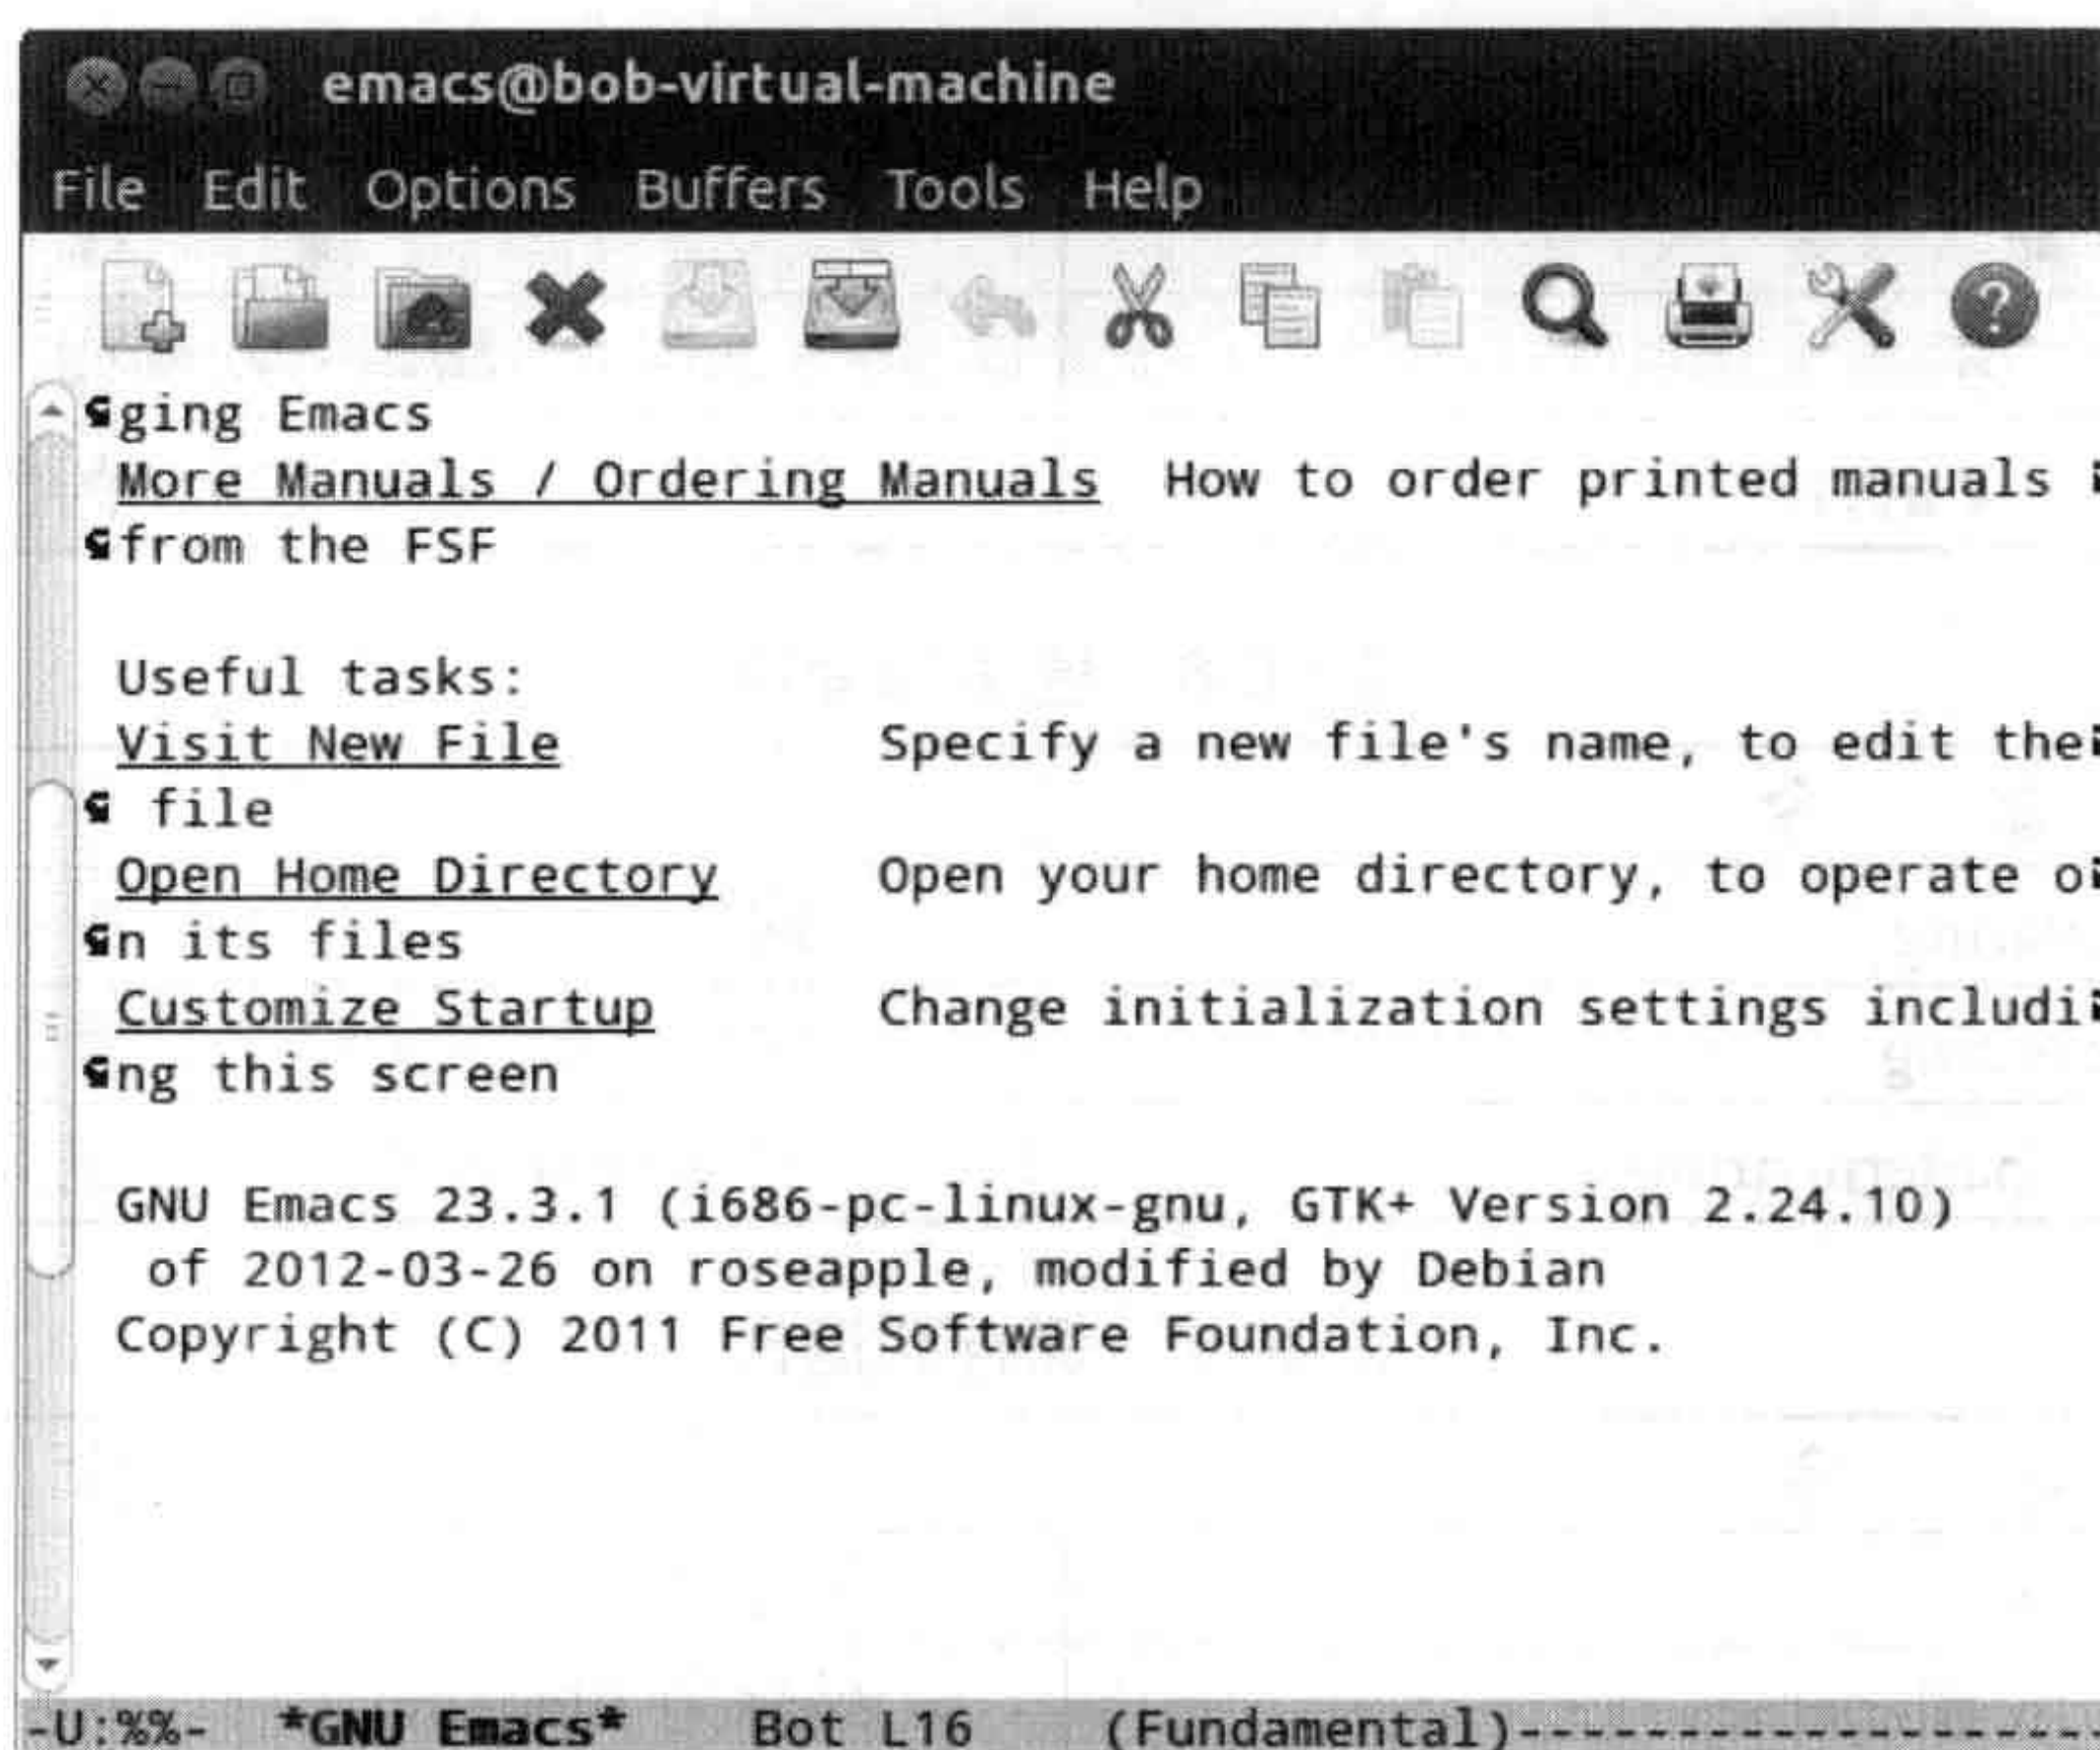 emacs@bob-virtual-machine
File Edit Options Buffers Tools Help
ging Emacs
More Manuals / Ordering Manuals How to order printed manuals
from the FSF
Useful tasks:
Visit New File Specify a new file's name, to edit the
file
Open Home Directory Open your home directory, to operate o
n its files
Customize Startup Change initialization settings includi
ng this screen
GNU Emacs 23.3.1 (i686-pc-linux-gnu, GTK+ Version 2.24.10)
of 2012-03-26 on roseapple, modified by Debian
Copyright (C) 2011 Free Software Foundation, Inc.
-U:%%- *GNU Emacs* Bot L16 (Fundamental)-------------------